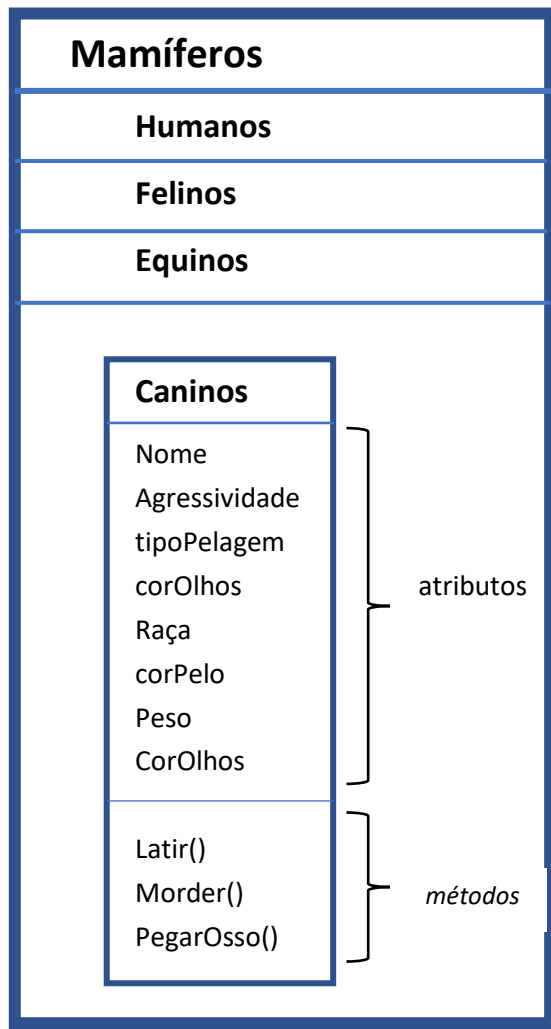 Mamíferos
Humanos
Felinos
Equinos
Caninos
Nome
Agressividade
tipoPelagem
corOlhos
Raça
corPelo
Peso
CorOlhos
atributos
Latir()
Morder()
PegarOsso()
métodos